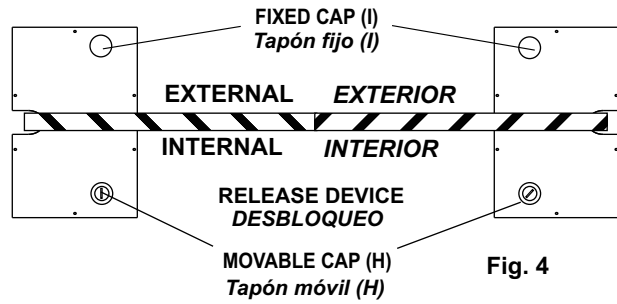 FIXED CAP (I)
Tapón fijo (I)
EXTERNAL EXTERIOR
INTERNAL INTERIOR
RELEASE DEVICE
DESBLOQUEO
MOVABLE CAP (H)
Tapón móvil (H)
Fig. 4